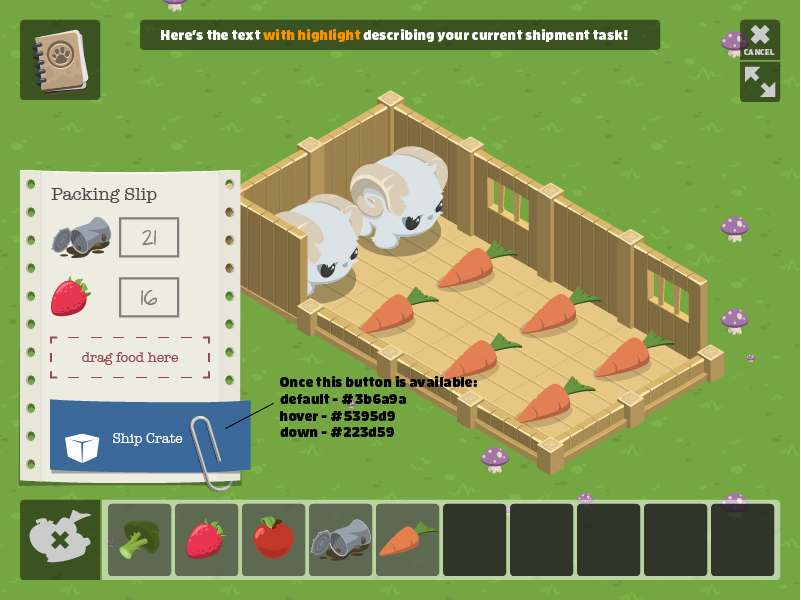 Here's the text with highlight describing your current shipment task!
CANCEL
Packing Slip
21
16
drag food here
Once this button is available:
default - #3b6a9a
hover - #5395d9
down - #223d59
Ship Crate